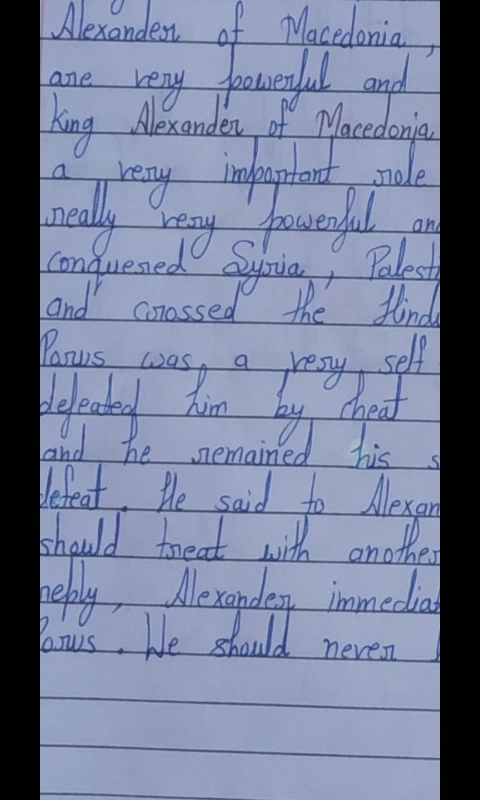 Alexander of Macedonia,
are very powerful and
king Alexander of Macedonia
a very important role
really very powerful an
conquered Syria, Palest
and crossed the Hind
Porus was a very self
defeated him by cheat
and he remained his s
defeat. He said to Alexan
should treat with another
reply, Alexander immediat
Porus. We should never